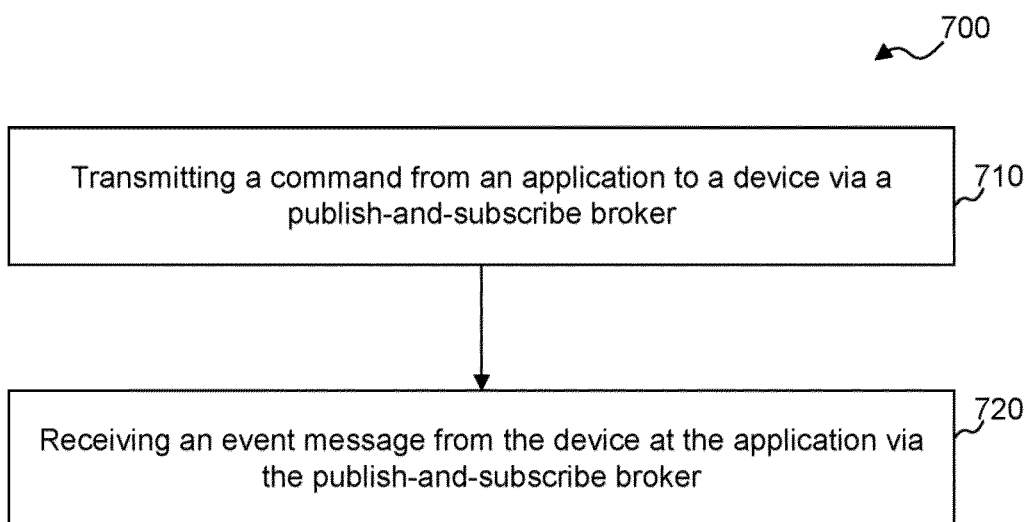 700
Transmitting a command from an application to a device via a
publish-and-subscribe broker
710
Receiving an event message from the device at the application via
the publish-and-subscribe broker
720